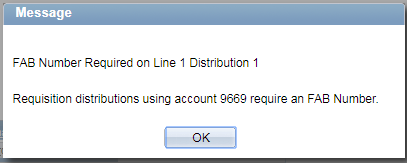 Message
FAB Number Required on Line 1 Distribution 1
Requisition distributions using account 9669 require an FAB Number.
OK